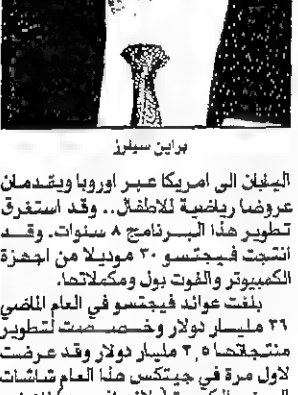 براين سيلرز
اليفان الى امريكا عبر اوروبا ويقدمان
عروضا رياضية للاطفال.. وقد استغرق
تطوير هذا البرنامج ٨ سنوات. وقد
انتجت فيجتسو ٣٠ موديلا من اجهزة
الكمبيوتر والفوت بول ومكملاتها.
بلغت عوائد فيجتسو في العام الماضي
٣٦ مليار دولار وخصصت لتطوير
منتجاتها ٣,٥ مليار دولار وقد عرضت
لاول مرة في جيتكس هذا العام شاشات